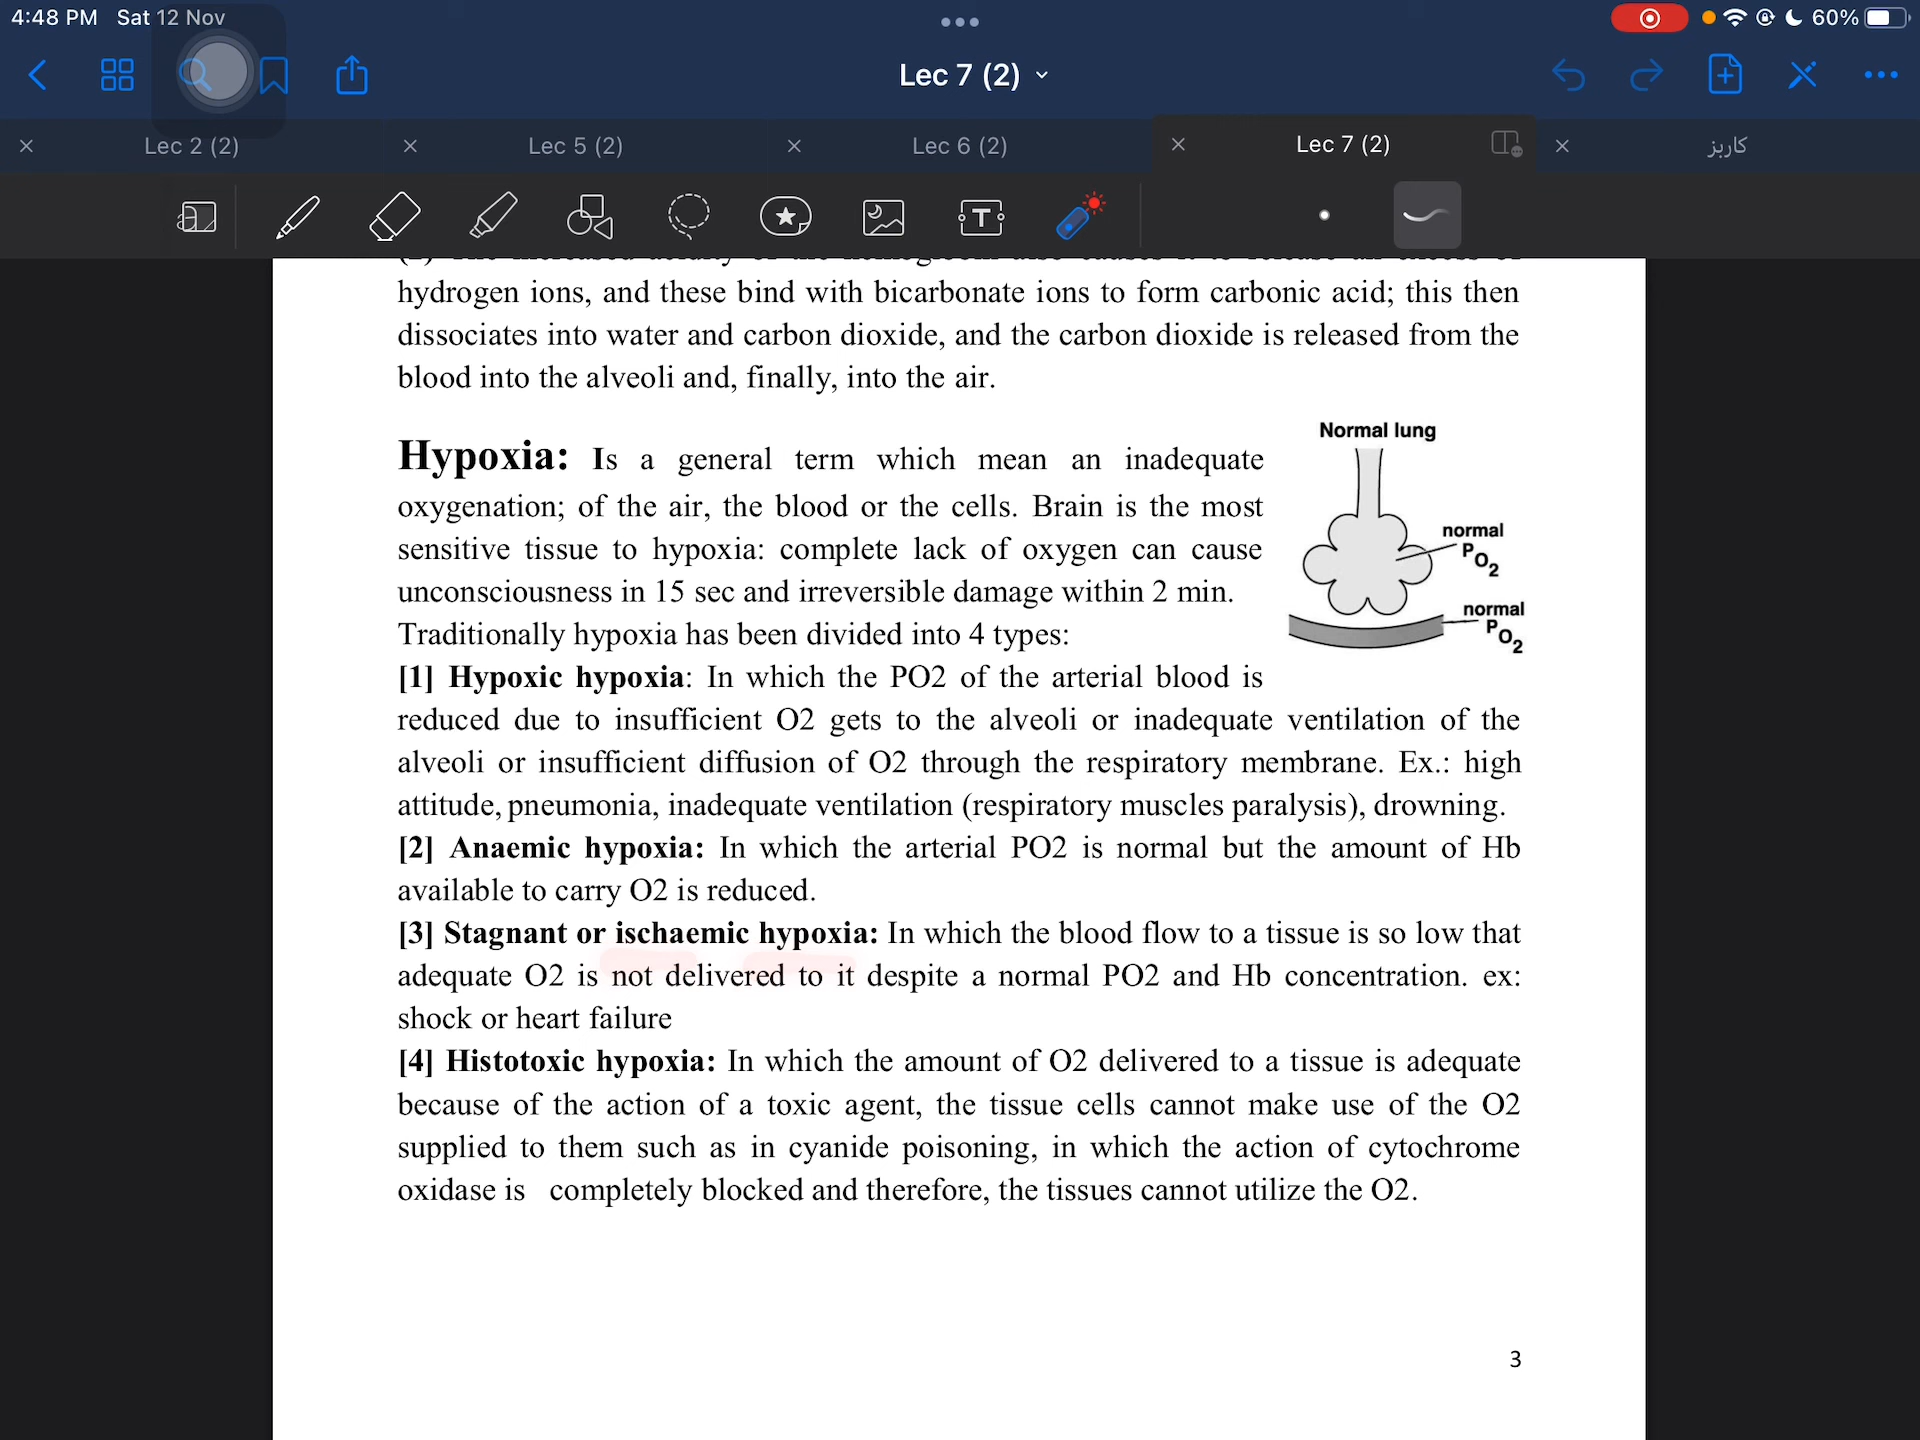 4:48 PM Sat 12 Nov
60%
Lec 7 (2)
Lec 2 (2)
Lec 5 (2)
Lec 6 (2)
Lec 7 (2)
كاربز
hydrogen ions, and these bind with bicarbonate ions to form carbonic acid; this then
dissociates into water and carbon dioxide, and the carbon dioxide is released from the
blood into the alveoli and, finally, into the air.
Hypoxia: Is a general term which mean an inadequate
oxygenation; of the air, the blood or the cells. Brain is the most
sensitive tissue to hypoxia: complete lack of oxygen can cause
unconsciousness in 15 sec and irreversible damage within 2 min.
Traditionally hypoxia has been divided into 4 types:
Normal lung
normal
PO2
normal
PO2
[1] Hypoxic hypoxia: In which the PO2 of the arterial blood is
reduced due to insufficient O2 gets to the alveoli or inadequate ventilation of the
alveoli or insufficient diffusion of O2 through the respiratory membrane. Ex.: high
attitude, pneumonia, inadequate ventilation (respiratory muscles paralysis), drowning.
[2] Anaemic hypoxia: In which the arterial PO2 is normal but the amount of Hb
available to carry O2 is reduced.
[3] Stagnant or ischaemic hypoxia: In which the blood flow to a tissue is so low that
adequate O2 is not delivered to it despite a normal PO2 and Hb concentration. ex:
shock or heart failure
[4] Histotoxic hypoxia: In which the amount of O2 delivered to a tissue is adequate
because of the action of a toxic agent, the tissue cells cannot make use of the O2
supplied to them such as in cyanide poisoning, in which the action of cytochrome
oxidase is completely blocked and therefore, the tissues cannot utilize the O2.
3